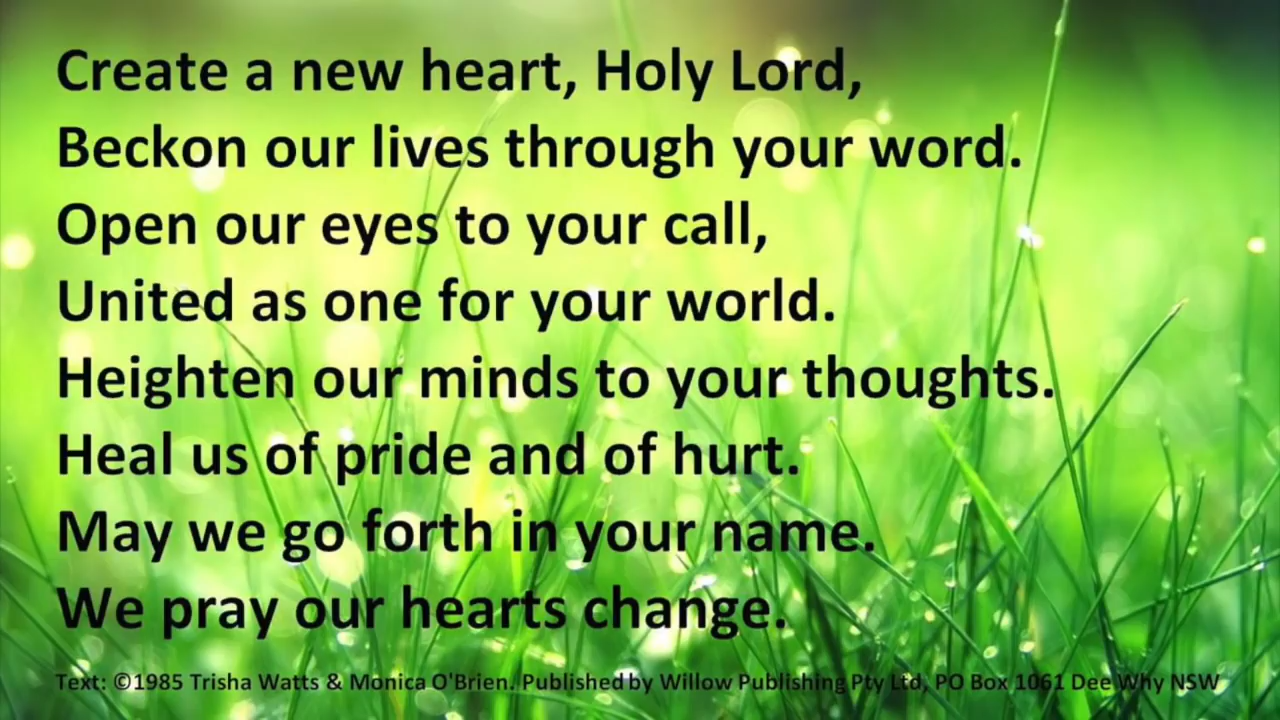 Create a new heart, Holy Lord,
Beckon our lives through your word.
Open our eyes to your call,
United as one for your world.
Heighten our minds to your thoughts.
Heal us of pride and of hurt.
May we go forth in your name.
We pray our hearts change.
Text: ©1985 Trisha Watts & Monica O'Brien. Published by Willow Publishing Pty Ltd, PO Box 1061 Dee Why NSW